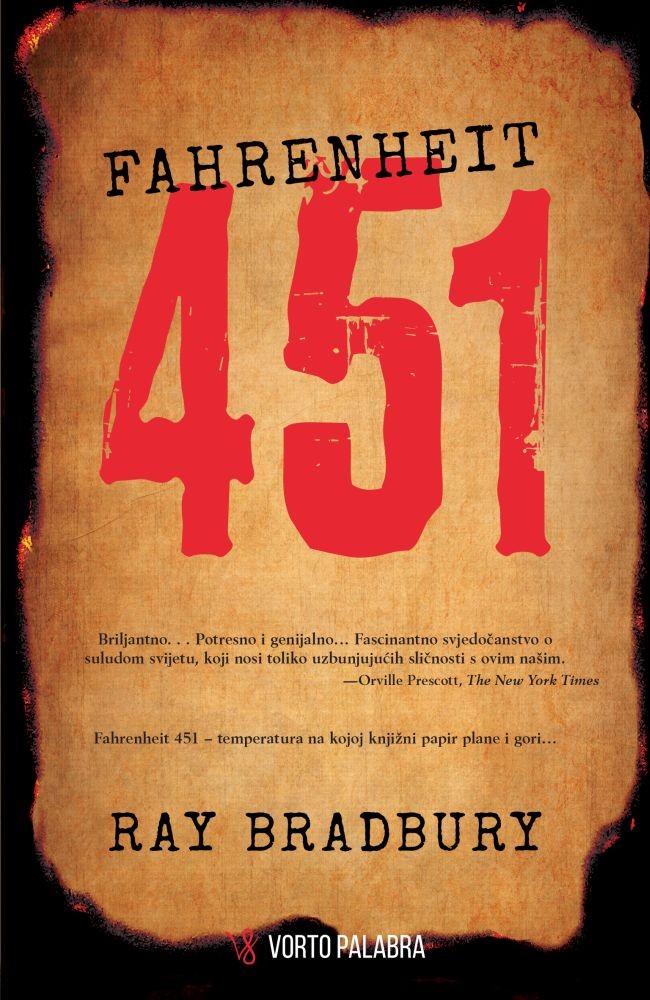 FAHRENHEIT
451
Briljantno. . . Potresno i genijalno... Fascinantno svjedočanstvo o
suludom svijetu, koji nosi toliko uzbunjujućih sličnosti s ovim našim.
—Orville Prescott, The New York Times
Fahrenheit 451 – temperatura na kojoj knjižni papir plane i gori...
RAY BRADBURY
VORTO PALABRA